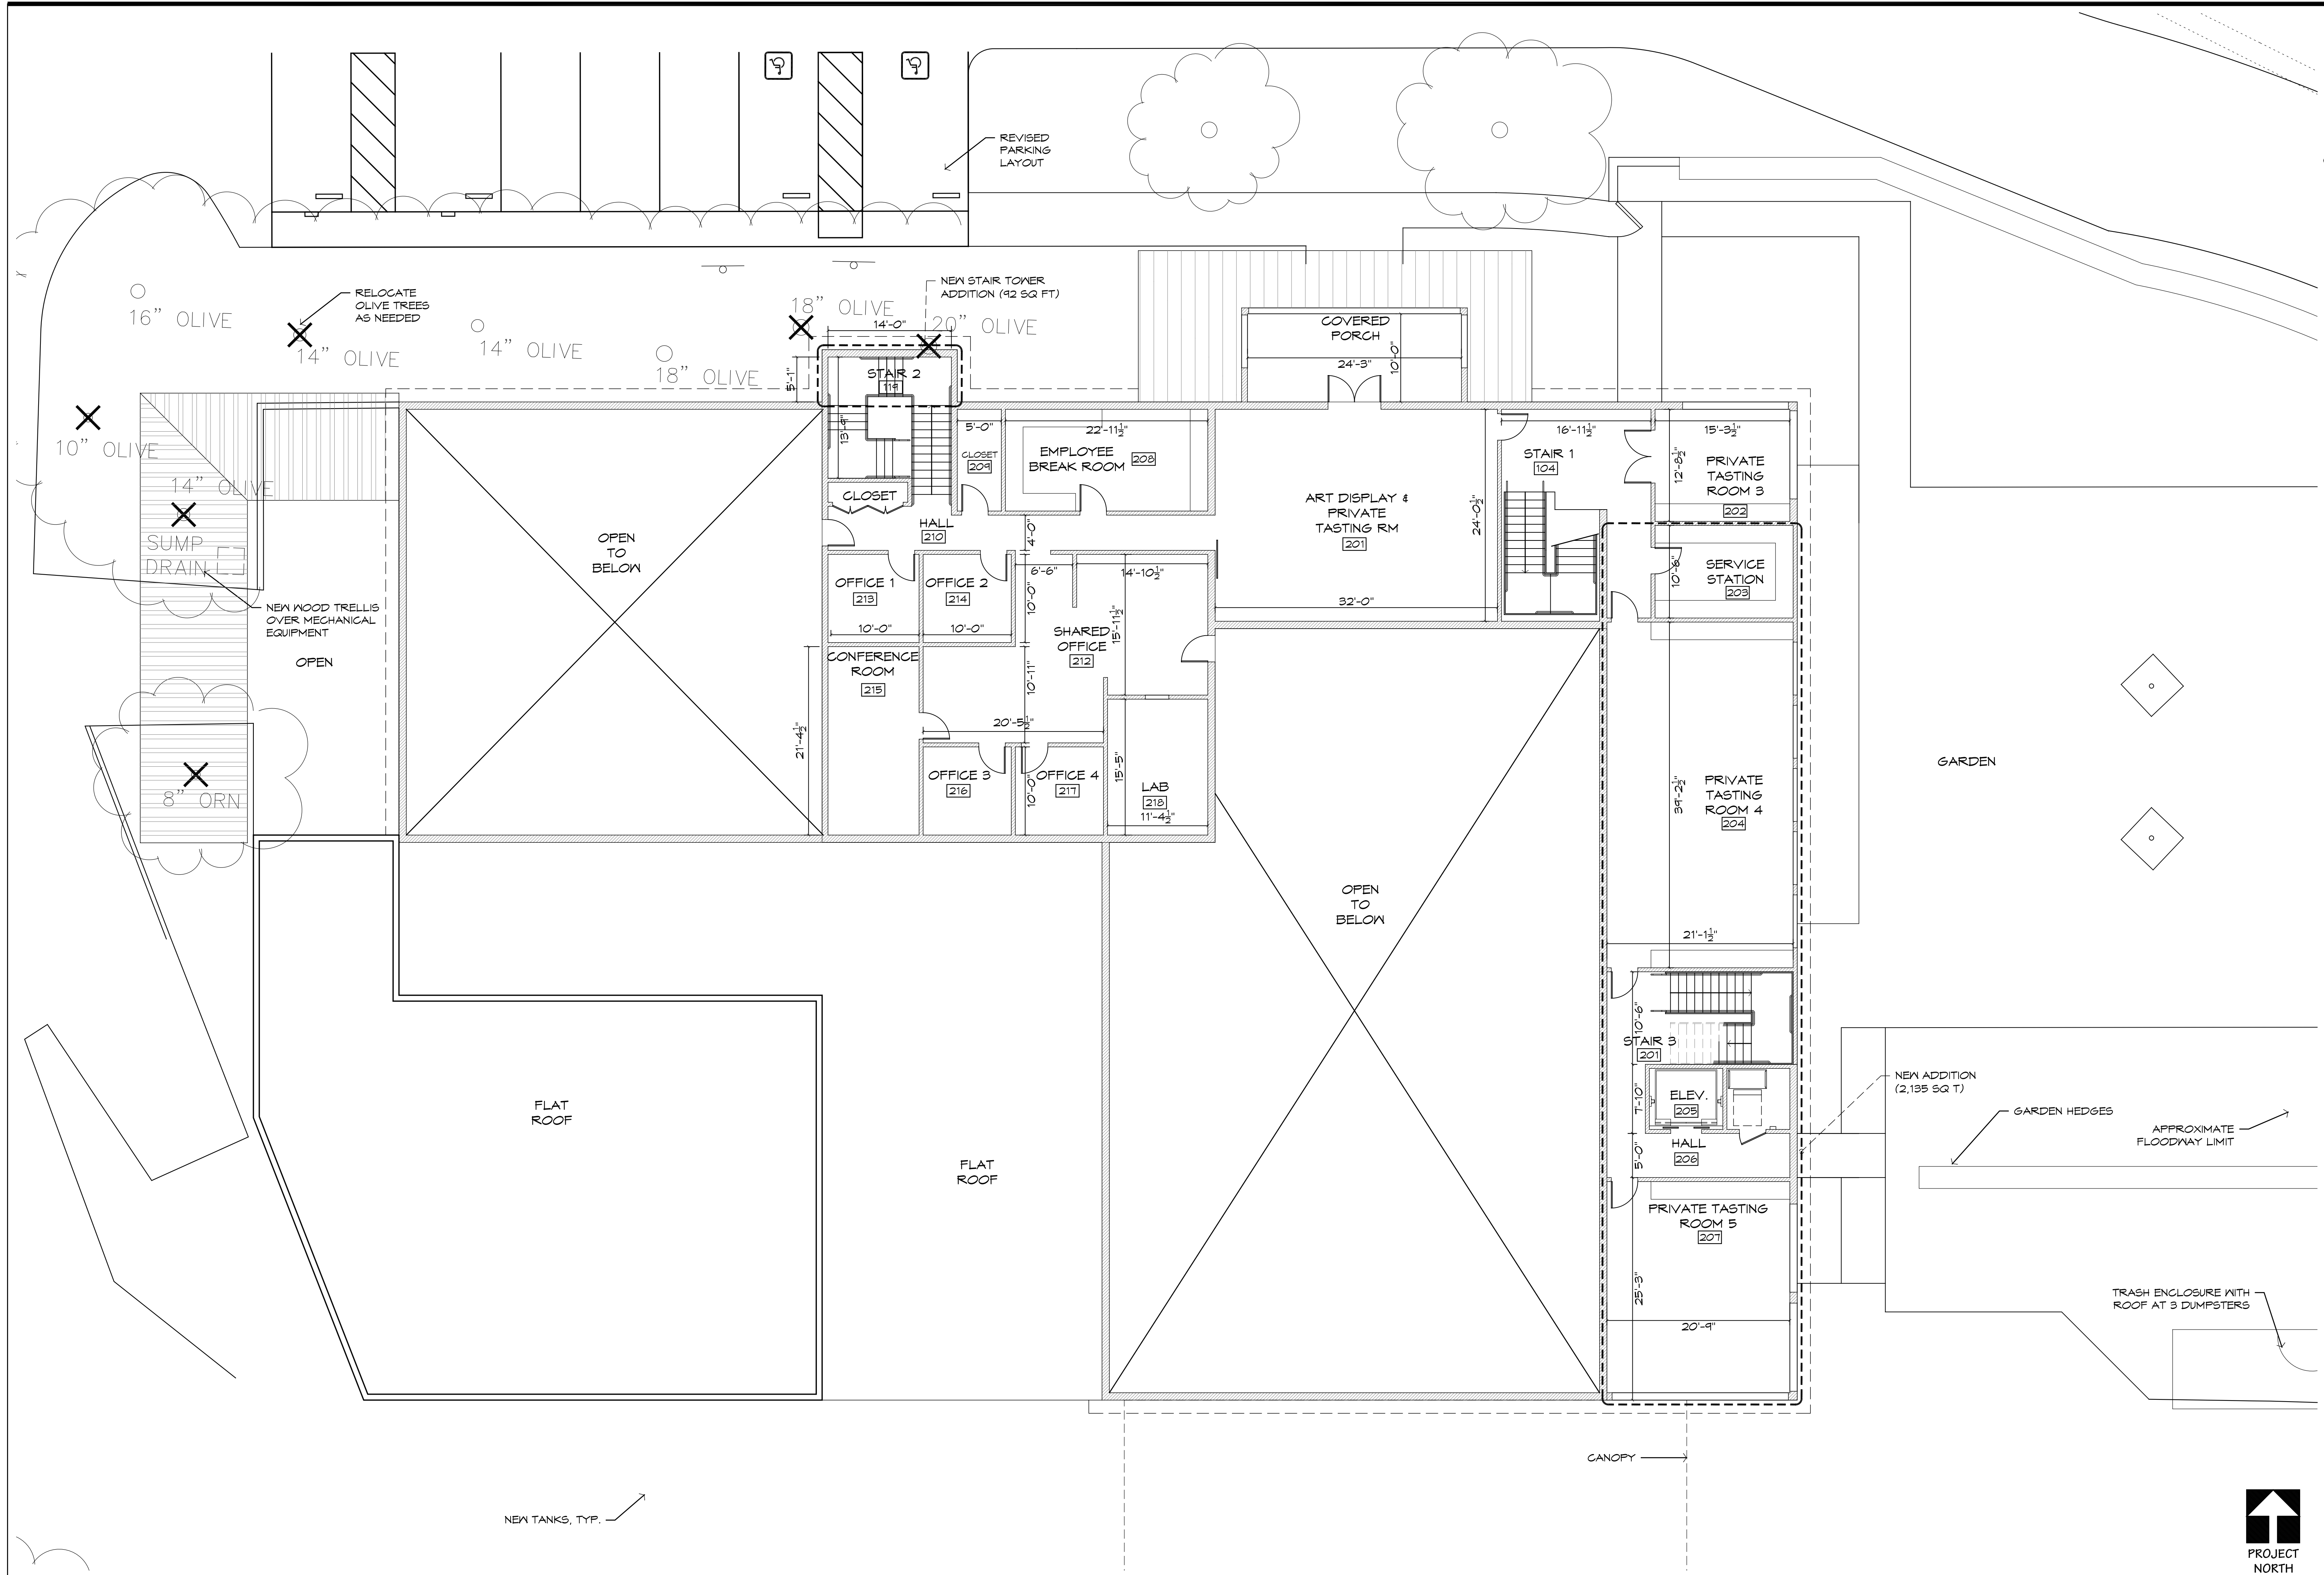 REVISED
PARKING
LAYOUT
NEW STAIR TOWER
ADDITION (92 SQ FT)
RELOCATE
OLIVE TREES
AS NEEDED
16" OLIVE
14" OLIVE
14" OLIVE
18" OLIVE
18" OLIVE
20" OLIVE
10" OLIVE
14" OLIVE
SUMP
DRAIN
8" ORN
NEW WOOD TRELLIS
OVER MECHANICAL
EQUIPMENT
OPEN
14'-0"
5'-1"
STAIR 2
119
13'-9"
CLOSET
HALL
210
4'-0"
5'-0"
CLOSET
209
22'-11½"
EMPLOYEE
BREAK ROOM
208
COVERED
PORCH
24'-3"
10'-0"
ART DISPLAY &
PRIVATE
TASTING RM
201
24'-0½"
32'-0"
16'-11½"
STAIR 1
104
15'-3½"
12'-8½"
PRIVATE
TASTING
ROOM 3
202
10'-6"
SERVICE
STATION
203
OPEN
TO
BELOW
OFFICE 1
213
10'-0"
OFFICE 2
214
10'-0"
10'-0"
6'-6"
14'-10½"
15'-11½"
SHARED
OFFICE
212
10'-11"
CONFERENCE
ROOM
215
21'-4½"
20'-5½"
OFFICE 3
216
10'-0"
OFFICE 4
217
15'-5"
LAB
218
11'-4½"
OPEN
TO
BELOW
39'-2½"
PRIVATE
TASTING
ROOM 4
204
21'-1½"
GARDEN
10'-6"
STAIR 3
201
7'-10"
ELEV.
205
5'-0"
HALL
206
PRIVATE TASTING
ROOM 5
207
25'-3"
20'-9"
NEW ADDITION
(2,135 SQ T)
GARDEN HEDGES
APPROXIMATE
FLOODWAY LIMIT
TRASH ENCLOSURE WITH
ROOF AT 3 DUMPSTERS
FLAT
ROOF
FLAT
ROOF
CANOPY
NEW TANKS, TYP.
PROJECT
NORTH